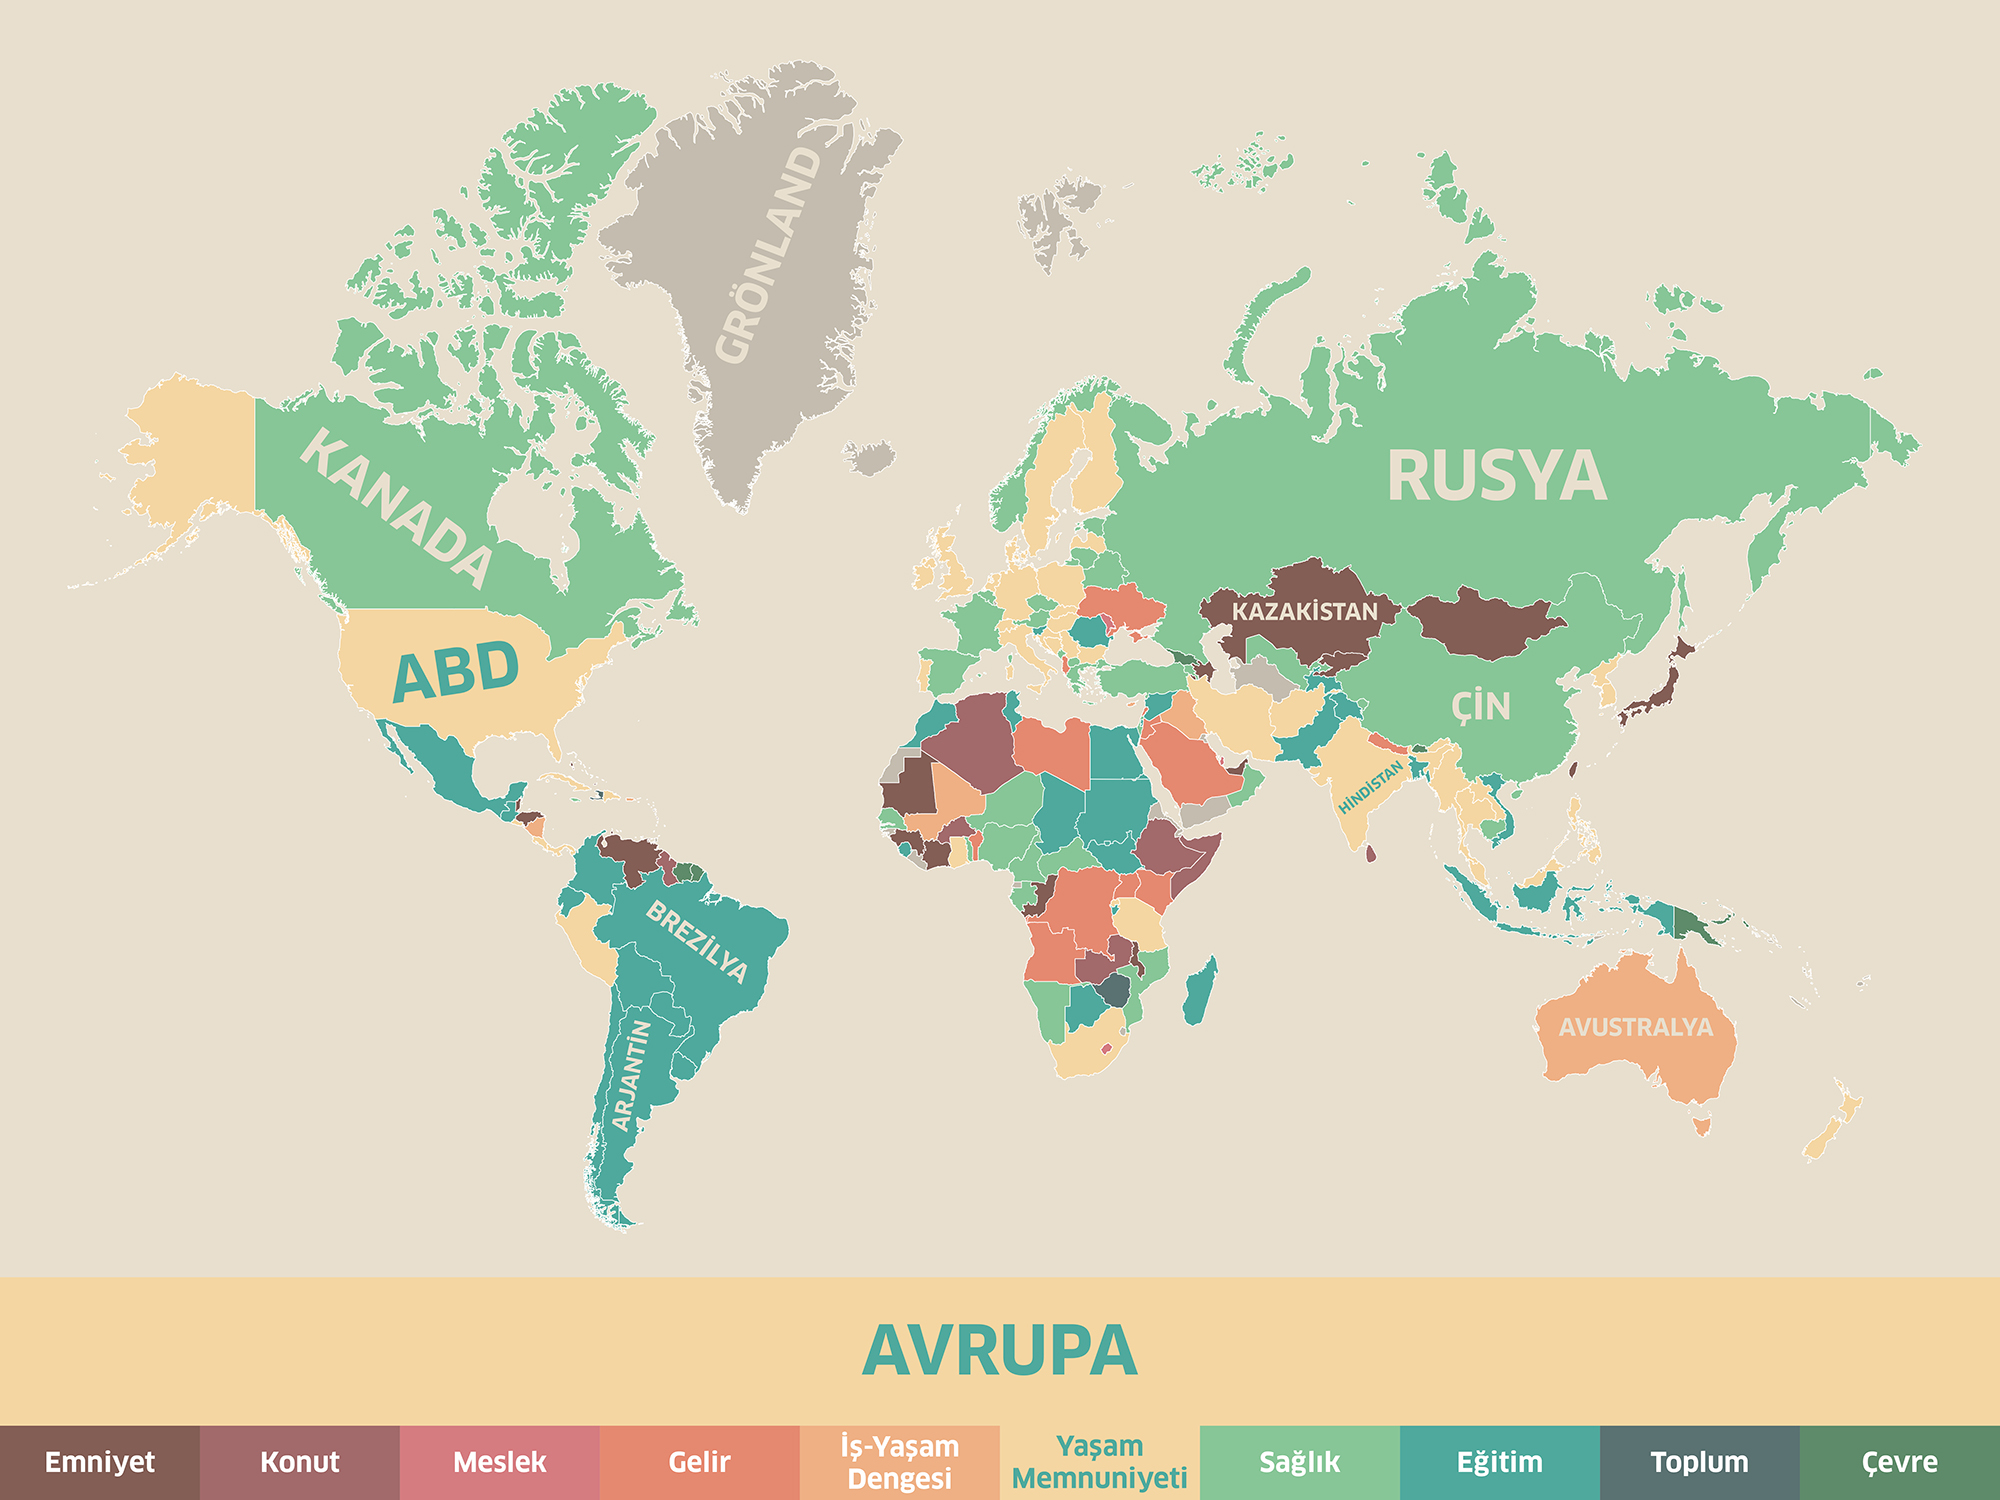 GRÖNLAND
KANADA
RUSYA
KAZAKİSTAN
ABD
ÇİN
HİNDİSTAN
BREZİLYA
AVUSTRALYA
ARJANTİN
AVRUPA
Emniyet
Konut
Meslek
Gelir
İş-Yaşam
Dengesi
Yaşam
Memnuniyeti
Sağlık
Eğitim
Toplum
Çevre